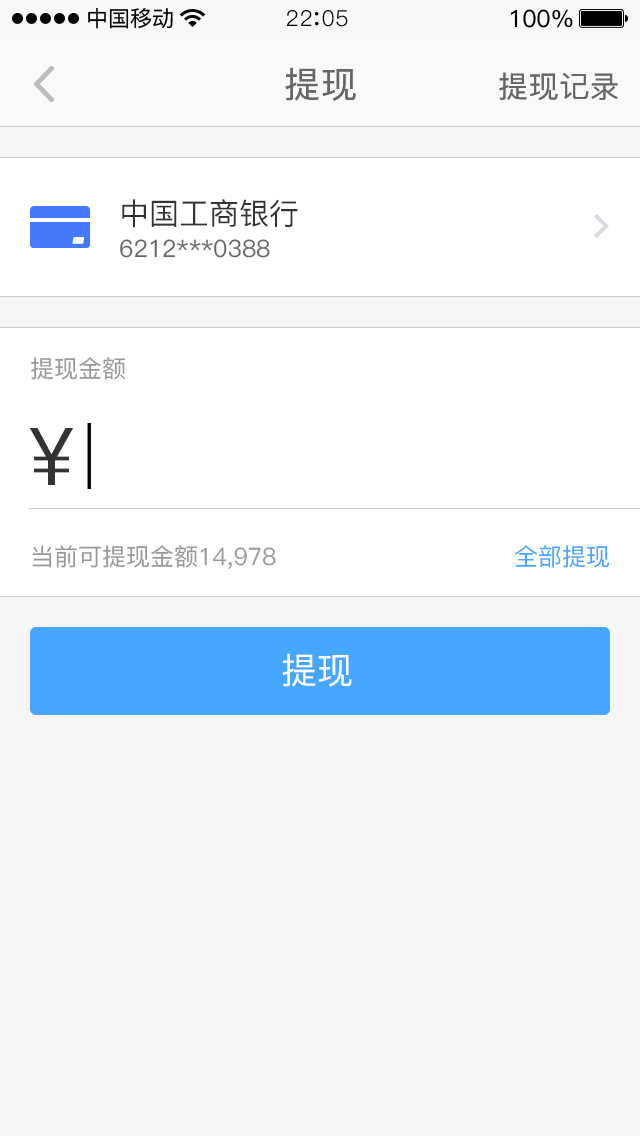 中国移动 22:05 100%
提现 提现记录
中国工商银行
6212***0388
提现金额
¥
当前可提现金额14,978 全部提现
提现